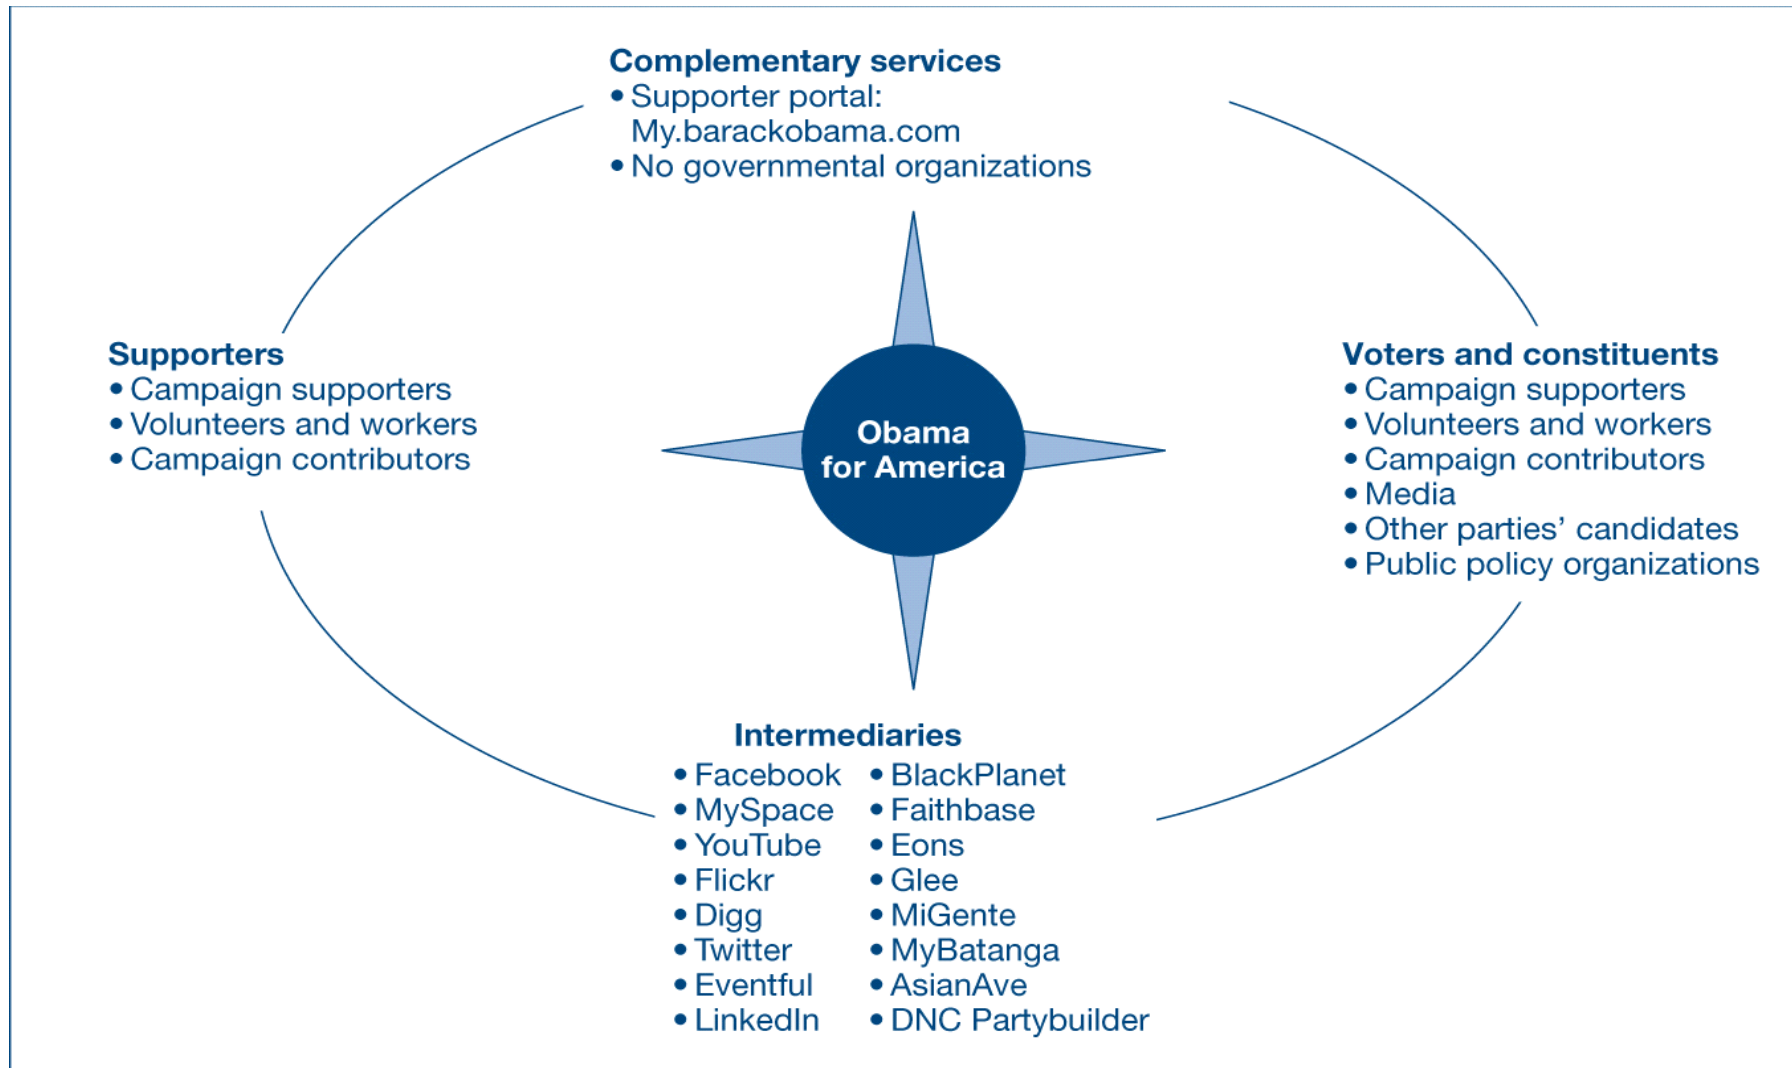 Complementary services
• Supporter portal:
My.barackobama.com
• No governmental organizations
Supporters
• Campaign supporters
• Volunteers and workers
• Campaign contributors
Obama
for America
Voters and constituents
• Campaign supporters
• Volunteers and workers
• Campaign contributors
• Media
• Other parties’ candidates
• Public policy organizations
Intermediaries
• Facebook
• MySpace
• YouTube
• Flickr
• Digg
• Twitter
• Eventful
• LinkedIn
• BlackPlanet
• Faithbase
• Eons
• Glee
• MiGente
• MyBatanga
• AsianAve
• DNC Partybuilder